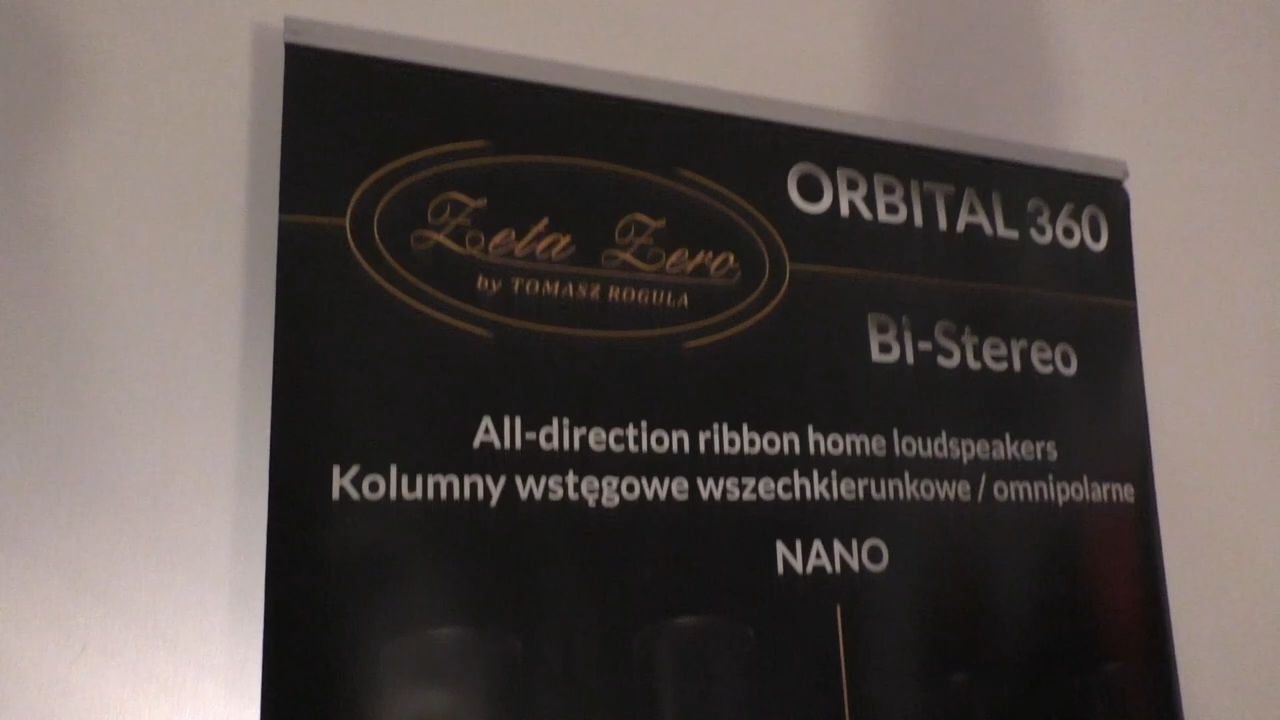 Zeta Zero
by TOMASZ ROGULA
ORBITAL 360
Bi-Stereo
All-direction ribbon home loudspeakers
Kolumny wstęgowe wszechkierunkowe / omnipolarne
NANO